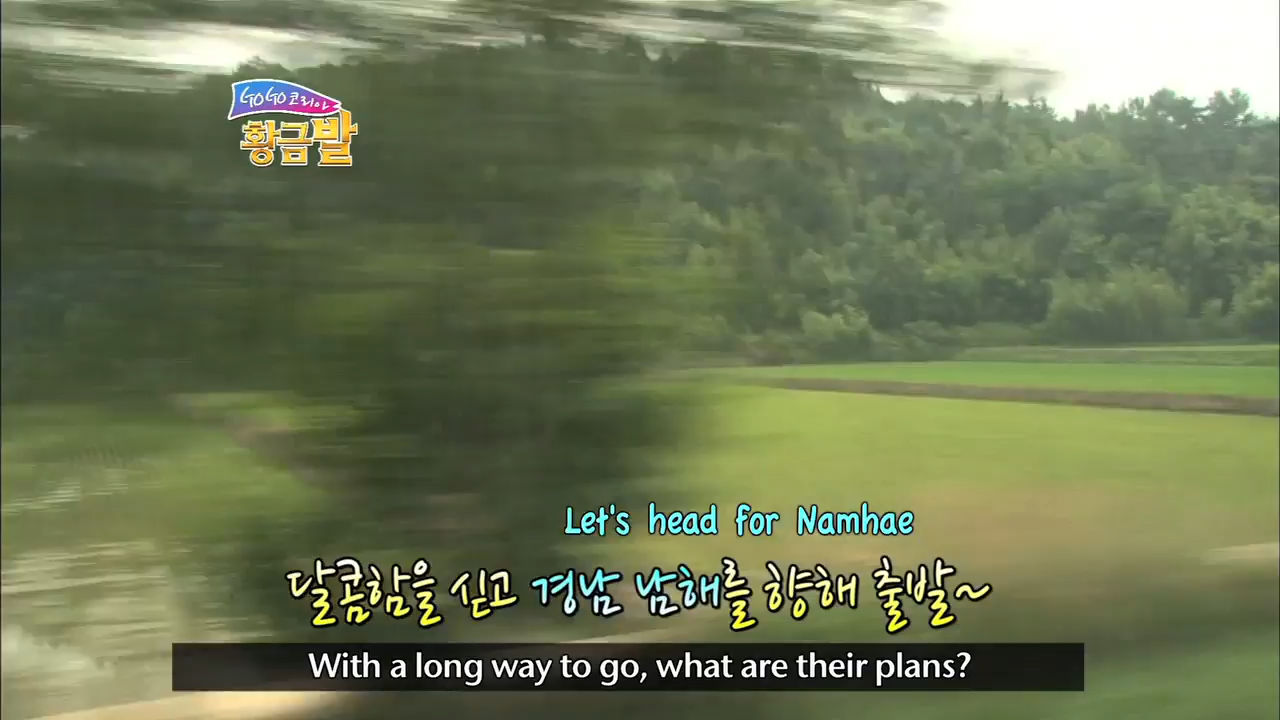 GO GO 코리아
황금발
Let's head for Namhae
달콤함을 싣고 경남 남해를 향해 출발~
With a long way to go, what are their plans?